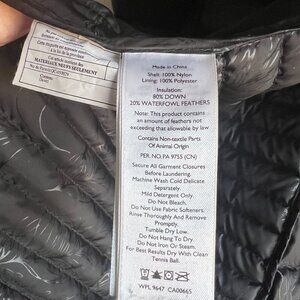 MATÉRIAUX NEUFS SEULEMENT
Made in China
Shell: 100% Nylon
Lining: 100% Polyester
Insulation:
80% DOWN
20% WATERFOWL FEATHERS
Note: This product contains
an amount of feathers not
exceeding that allowable by law.
Contains Non-textile Parts
Of Animal Origin
PER. NO. PA 9755 (CN)
Secure All Garment Closures
Before Laundering.
Machine Wash Cold Delicate
Separately.
Mild Detergent Only.
Do Not Bleach.
Do Not Use Fabric Softeners.
Rinse Thoroughly And Remove
Promptly.
Tumble Dry Low.
Do Not Hang To Dry.
Do Not Iron Or Steam.
For Best Results Dry With Clean
Tennis Ball.
WPL 9647 CA00665